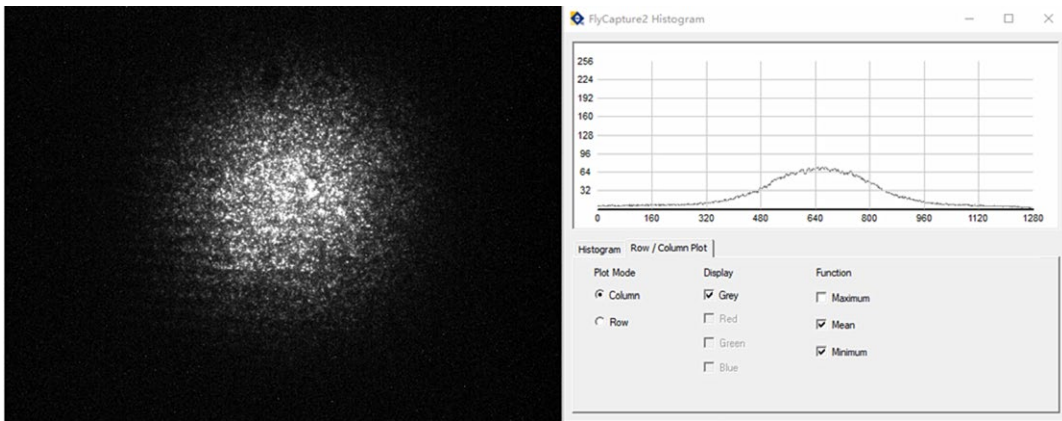 FlyCapture2 Histogram
256
224
192
160
128
96
64
32
0 160 320 480 640 800 960 1120 1280
Histogram Row / Column Plot
Plot Mode Display Function
Column Grey Maximum
Row Red Mean
Green Minimum
Blue